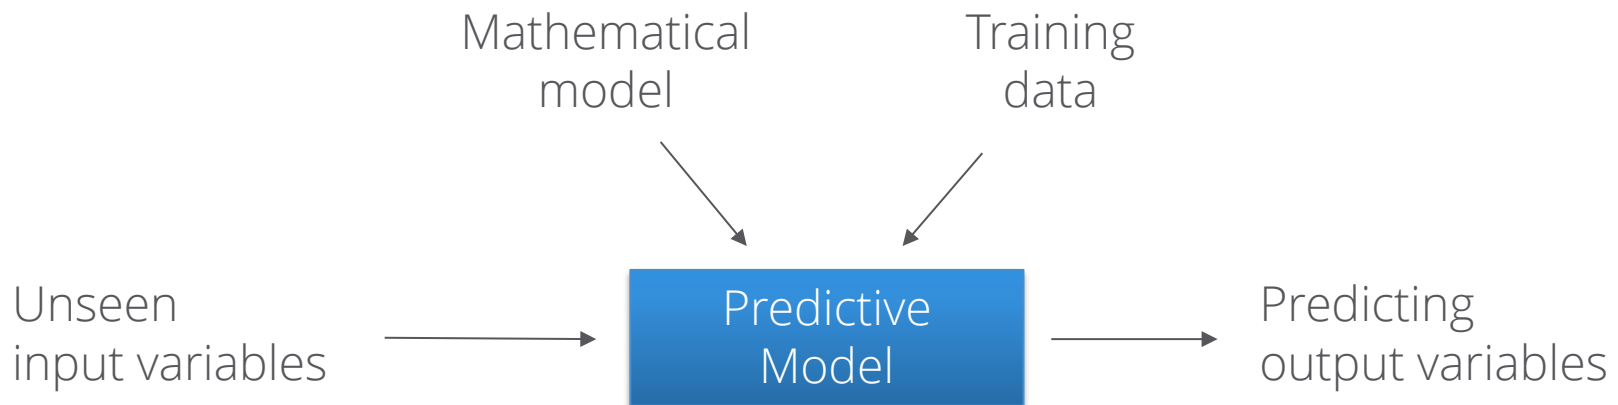 Mathematical
model
Training
data
Unseen
input variables
Predictive
Model
Predicting
output variables